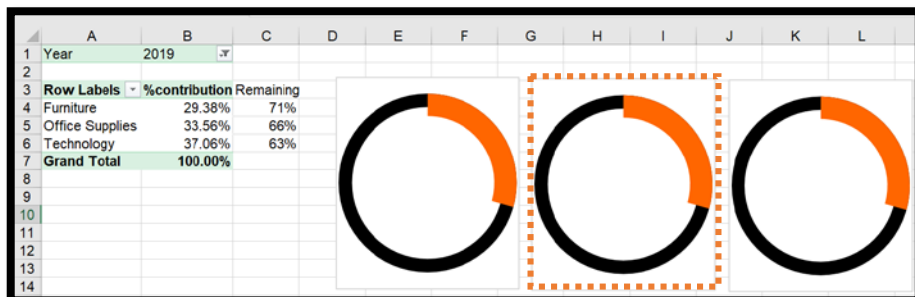 A B C D E F G H I J K L
1 Year 2019
2
3 Row Labels %contribution Remaining
4 Furniture 29.38% 71%
5 Office Supplies 33.56% 66%
6 Technology 37.06% 63%
7 Grand Total 100.00%
8
9
10
11
12
13
14